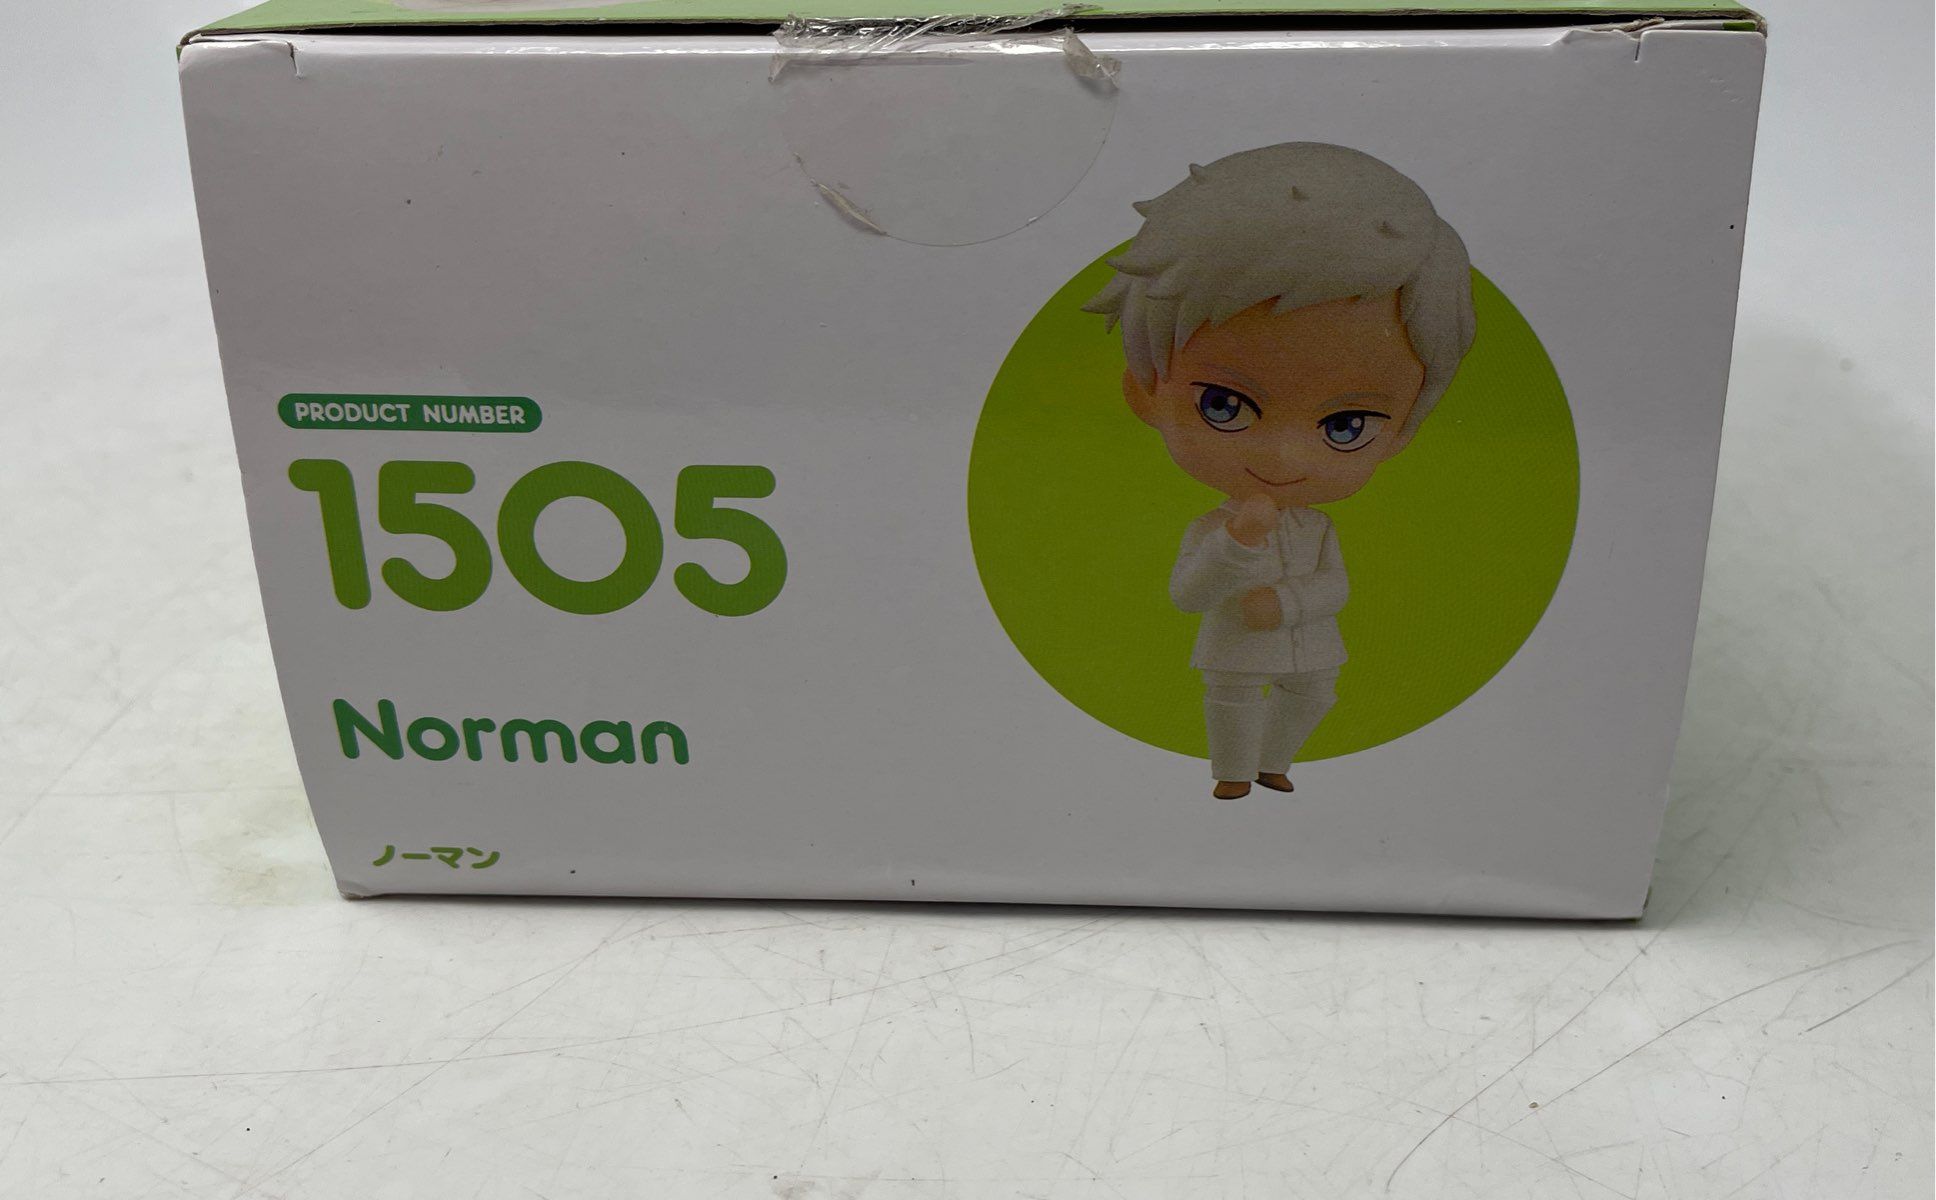 PRODUCT NUMBER
1505
Norman
ノーマン